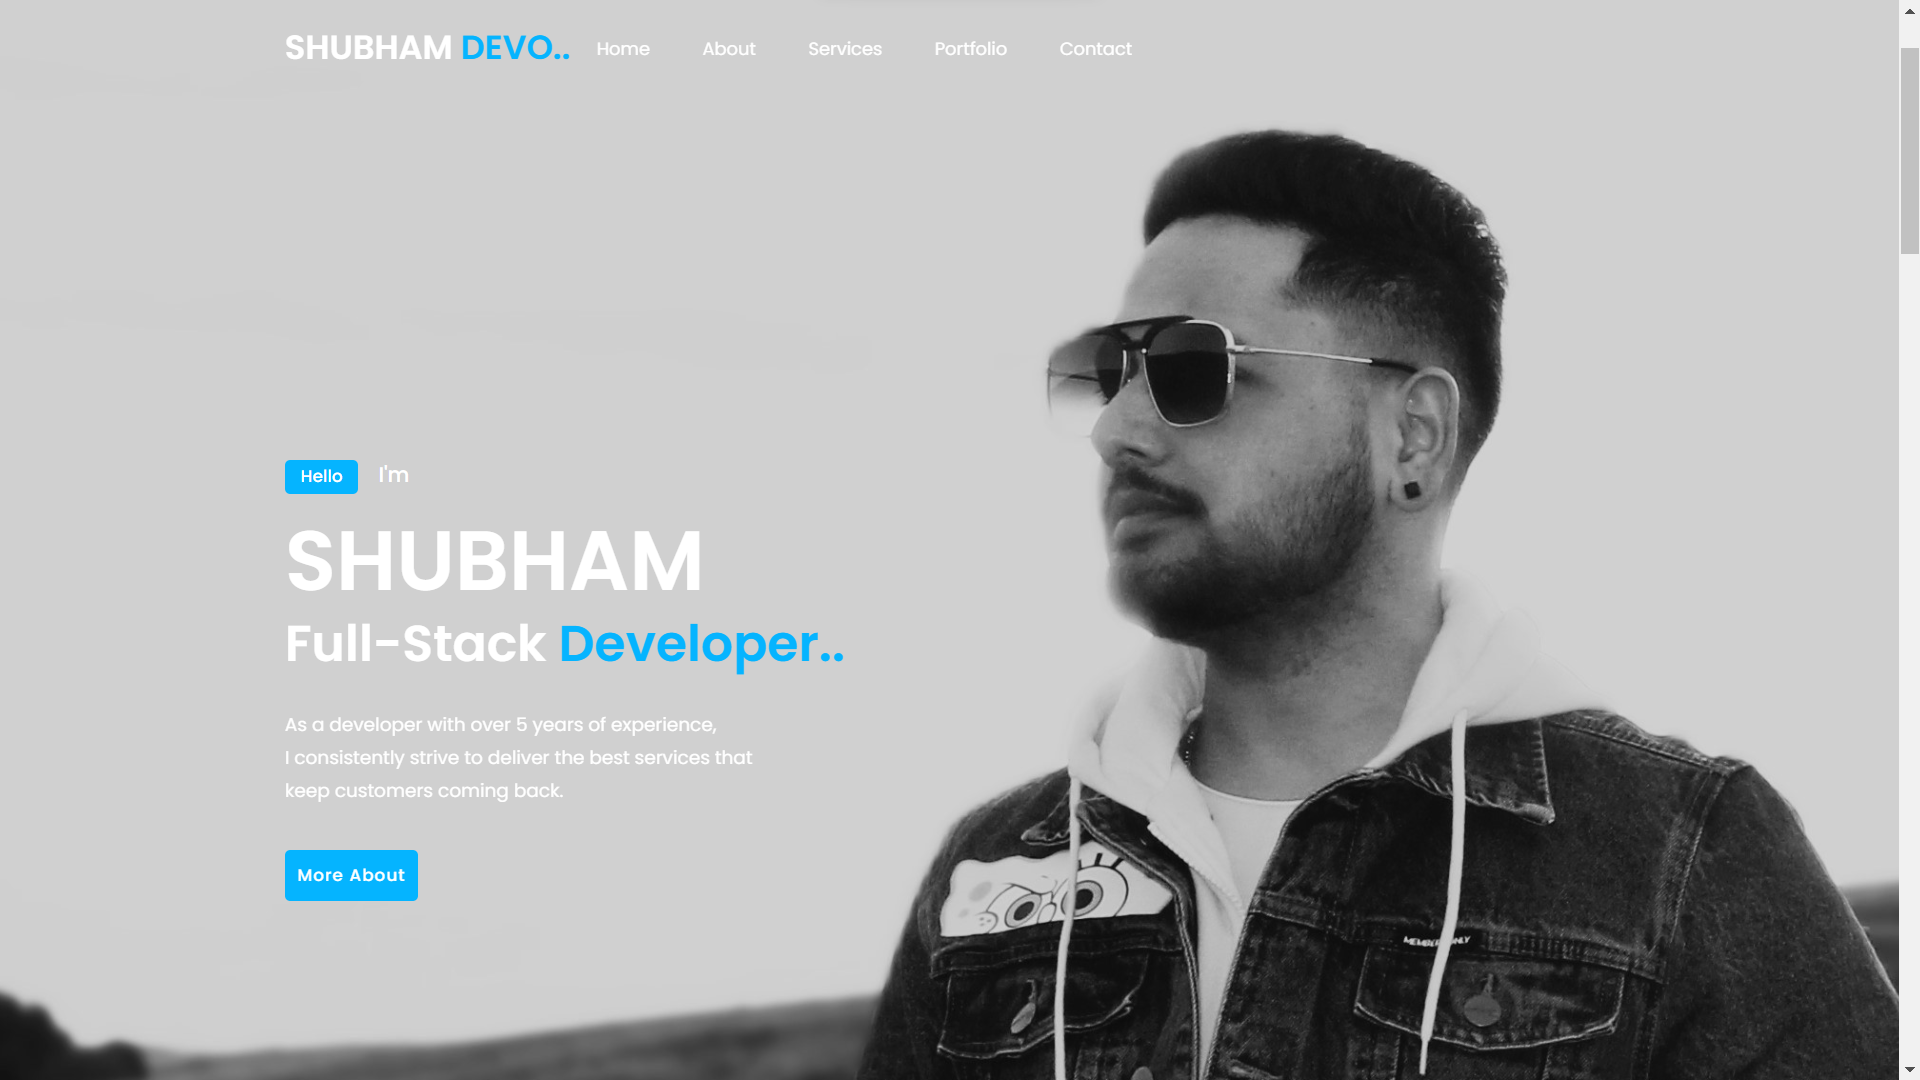 SHUBHAM DEVO.. Home About Services Portfolio Contact
Hello I'm
SHUBHAM
Full-Stack Developer..
As a developer with over 5 years of experience,
I consistently strive to deliver the best services that
keep customers coming back.
More About